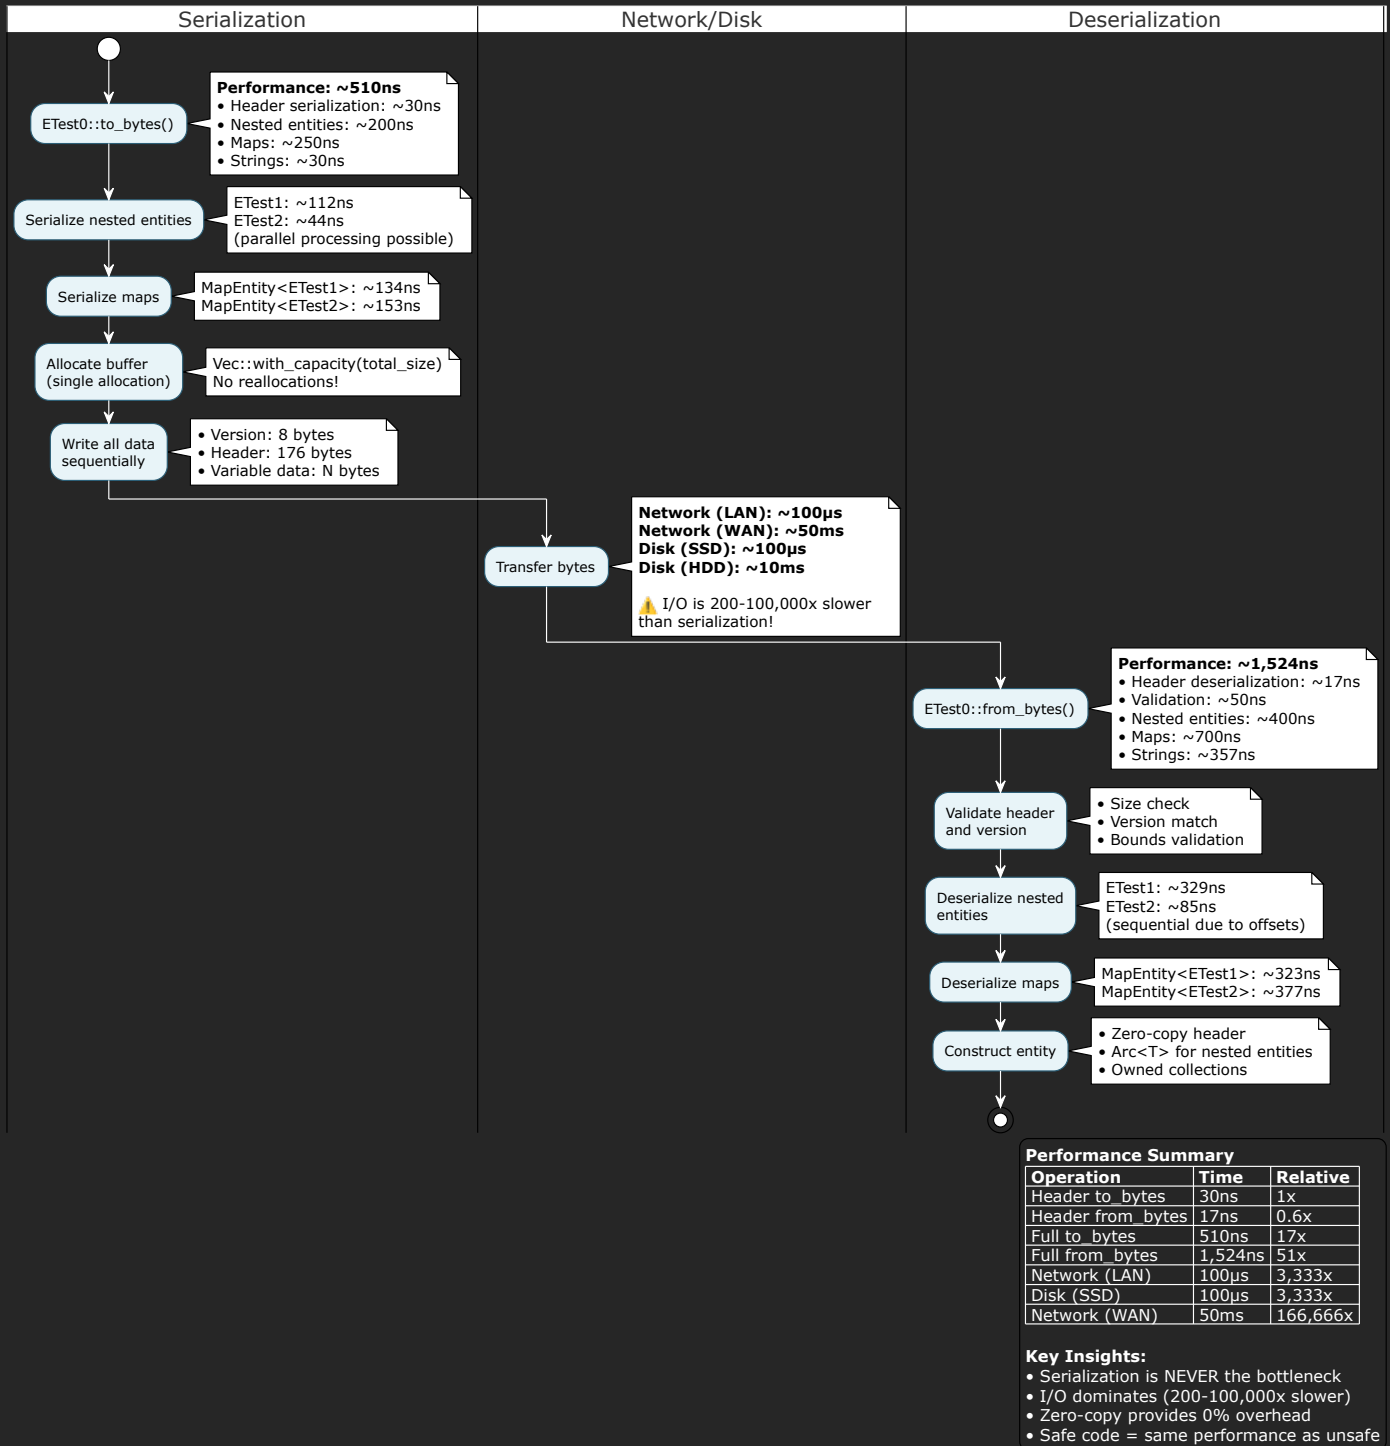 Serialization
Network/Disk
Deserialization
ETest0::to_bytes()
Performance: ~510ns
• Header serialization: ~30ns
• Nested entities: ~200ns
• Maps: ~250ns
• Strings: ~30ns
Serialize nested entities
ETest1: ~112ns
ETest2: ~44ns
(parallel processing possible)
Serialize maps
MapEntity<ETest1>: ~134ns
MapEntity<ETest2>: ~153ns
Allocate buffer
(single allocation)
Vec::with_capacity(total_size)
No reallocations!
Write all data
sequentially
• Version: 8 bytes
• Header: 176 bytes
• Variable data: N bytes
Transfer bytes
Network (LAN): ~100µs
Network (WAN): ~50ms
Disk (SSD): ~100µs
Disk (HDD): ~10ms
⚠️ I/O is 200-100,000x slower
than serialization!
ETest0::from_bytes()
Performance: ~1,524ns
• Header deserialization: ~17ns
• Validation: ~50ns
• Nested entities: ~400ns
• Maps: ~700ns
• Strings: ~357ns
Validate header
and version
• Size check
• Version match
• Bounds validation
Deserialize nested
entities
ETest1: ~329ns
ETest2: ~85ns
(sequential due to offsets)
Deserialize maps
MapEntity<ETest1>: ~323ns
MapEntity<ETest2>: ~377ns
Construct entity
• Zero-copy header
• Arc<T> for nested entities
• Owned collections
Performance Summary
Operation Time Relative
Header to_bytes 30ns 1x
Header from_bytes 17ns 0.6x
Full to_bytes 510ns 17x
Full from_bytes 1,524ns 51x
Network (LAN) 100µs 3,333x
Disk (SSD) 100µs 3,333x
Network (WAN) 50ms 166,666x
Key Insights:
• Serialization is NEVER the bottleneck
• I/O dominates (200-100,000x slower)
• Zero-copy provides 0% overhead
• Safe code = same performance as unsafe